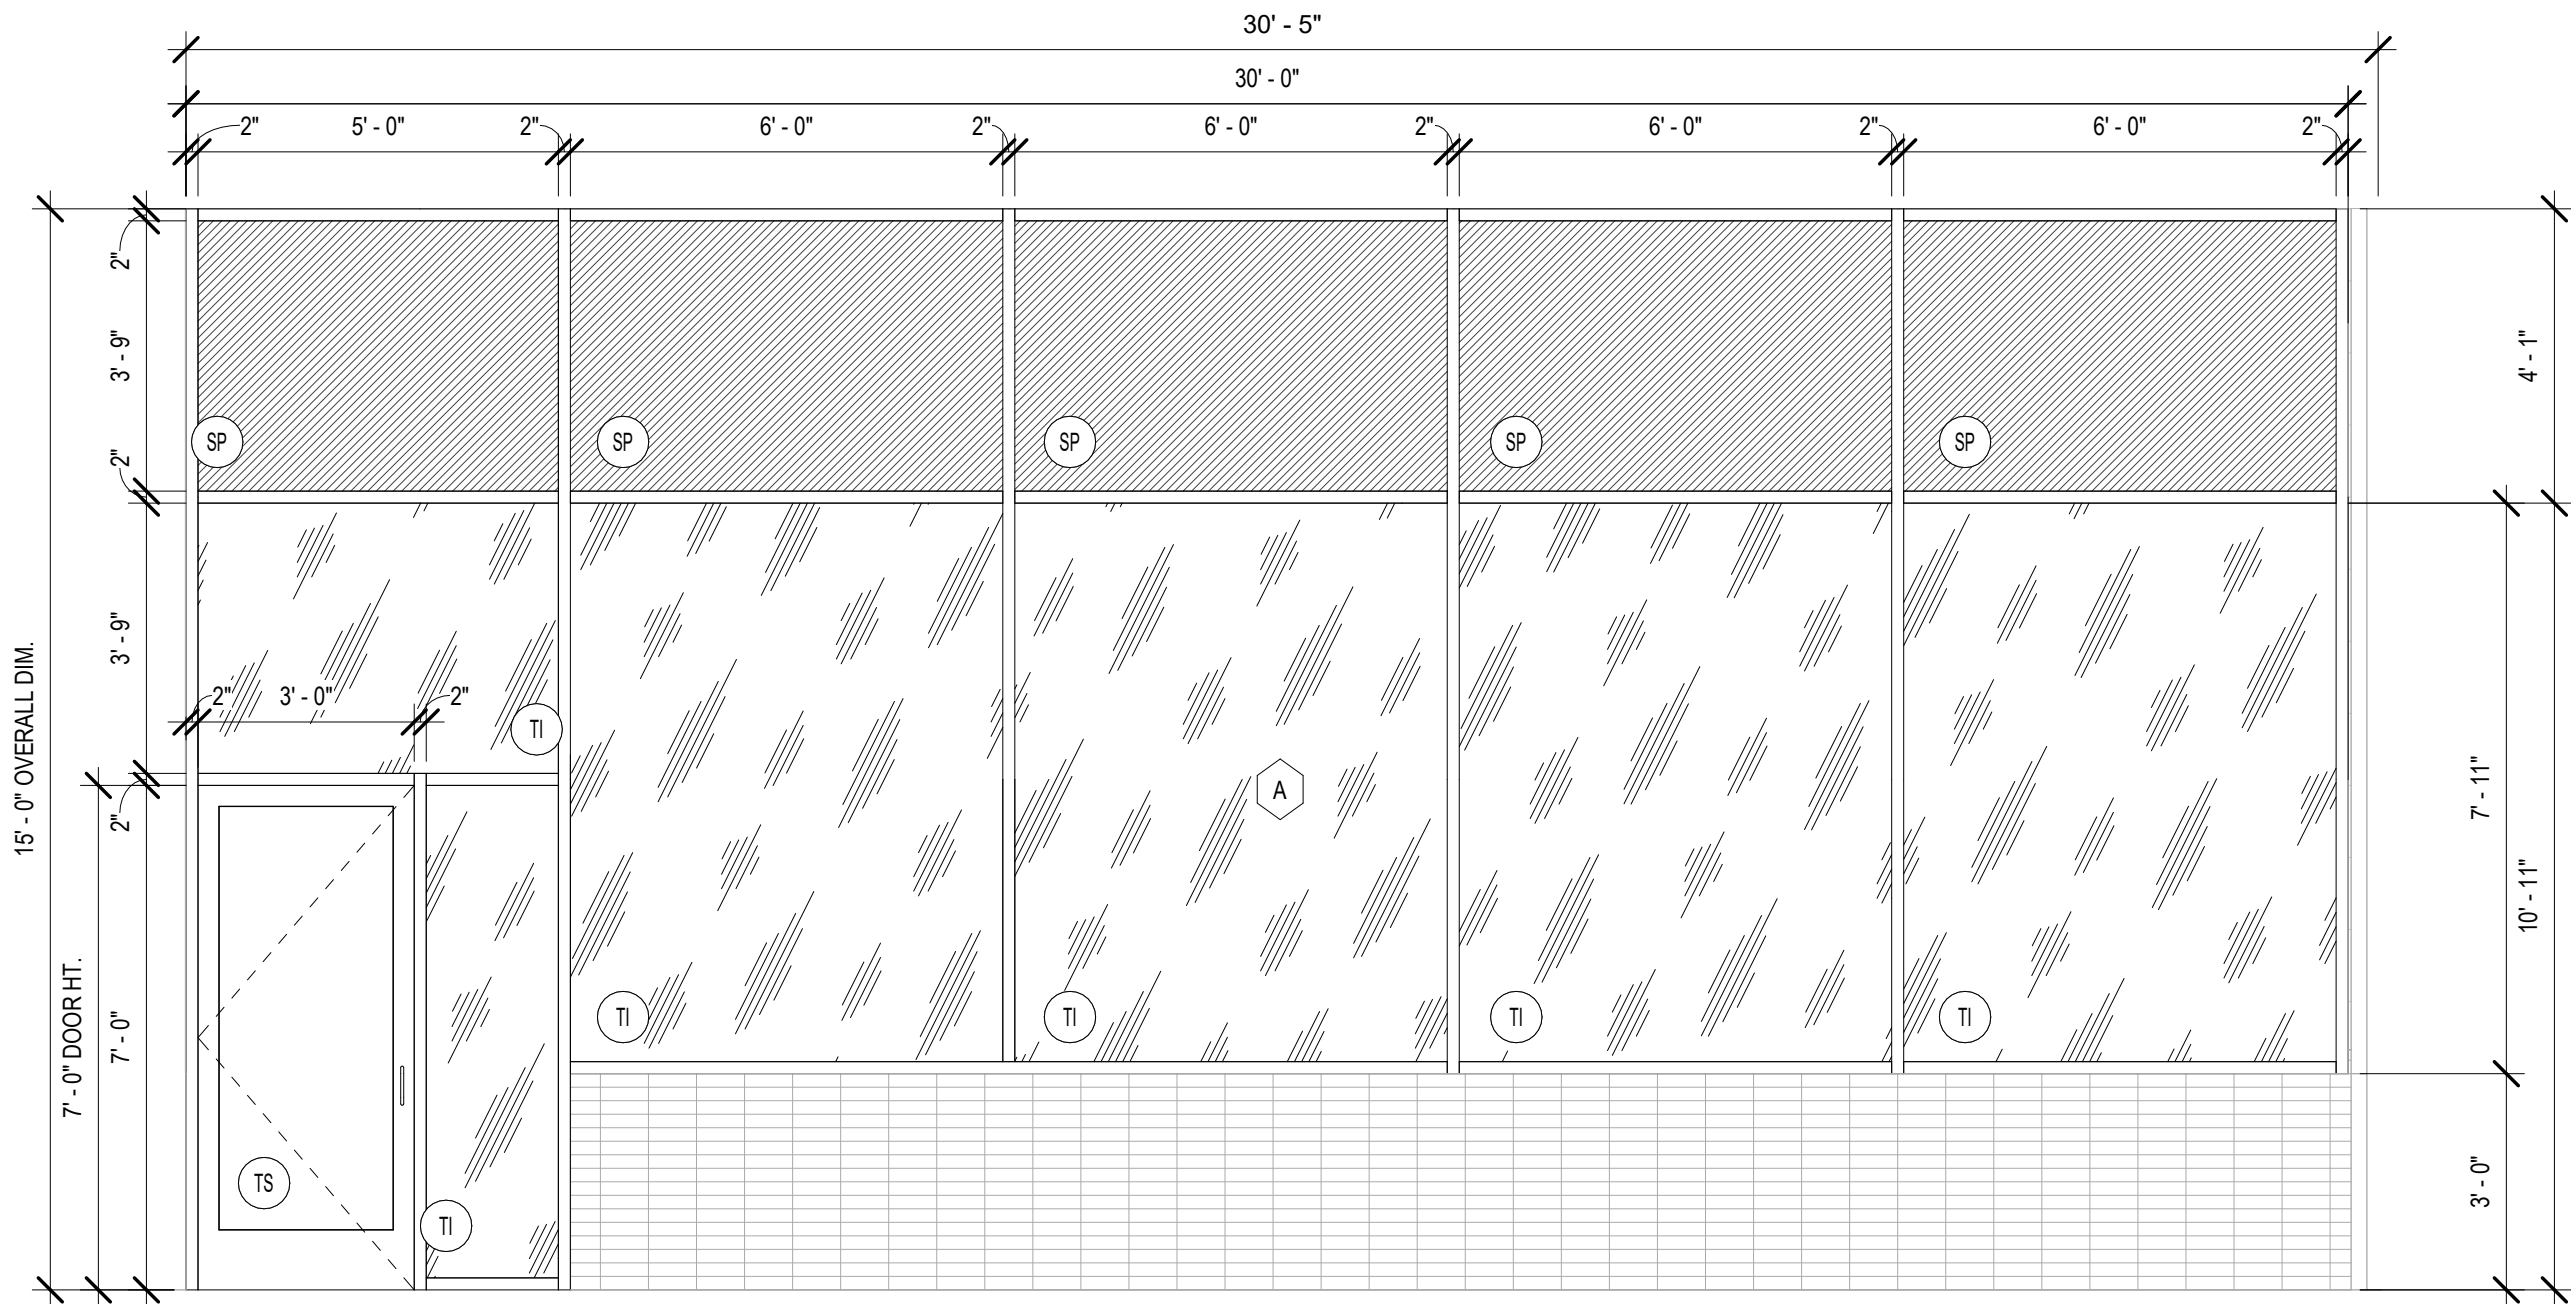 30' - 5"
30' - 0"
2" 5' - 0" 2" 6' - 0" 2" 6' - 0" 2" 6' - 0" 2" 6' - 0" 2"
2"
3' - 9"
4' - 1"
SP SP SP SP SP
2"
3' - 9"
15' - 0" OVERALL DIM.
2" 3' - 0" 2"
TI
A
7' - 11"
2"
10' - 11"
7' - 0" DOOR HT.
7' - 0"
TI TI TI TI
3' - 0"
TS
TI